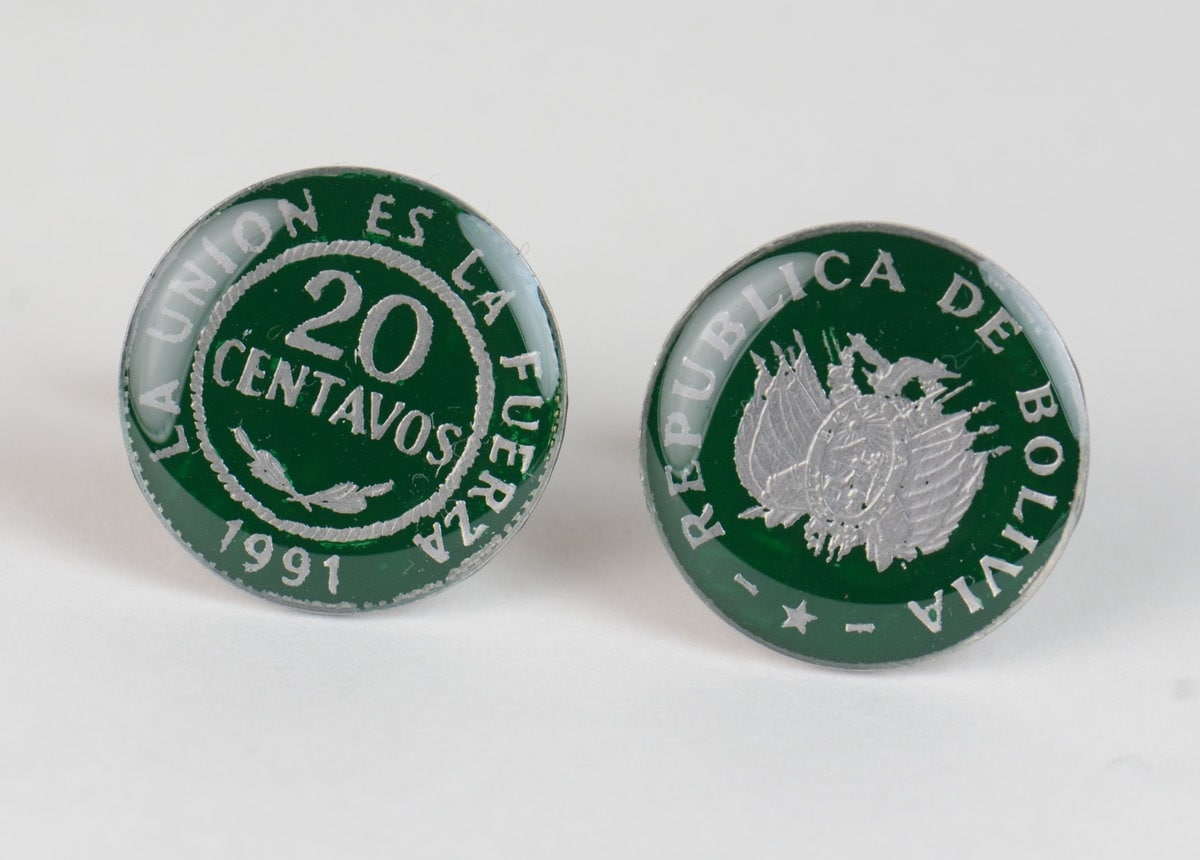 LA UNION ES LA FUERZA
20
CENTAVOS
1991
REPUBLICA DE BOLIVIA